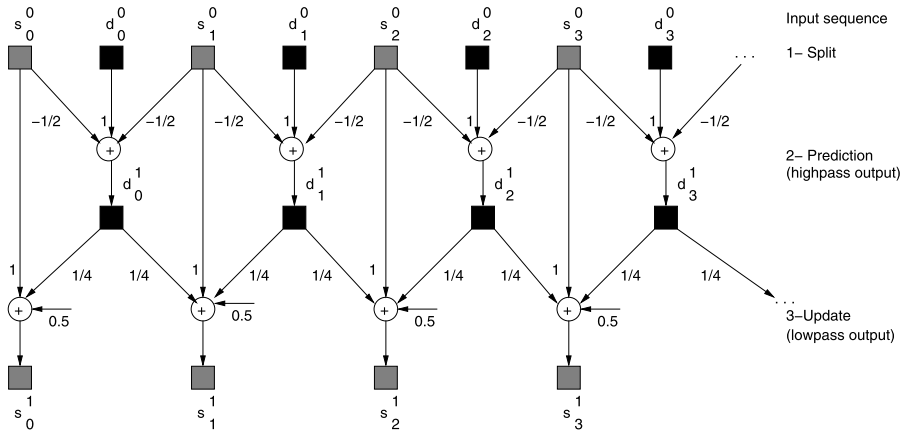 s 0 0 d 0 0 s 0 1 d 0 1 s 0 2 d 0 2 s 0 3 d 0 3 Input sequence
. . . 1– Split
–1/2 1 –1/2 –1/2 1 –1/2 –1/2 1 –1/2 –1/2 1 –1/2
+ + + +
2– Prediction
(highpass output)
d 1 0 d 1 1 d 1 2 d 1 3
1 1/4 1/4 1 1/4 1/4 1 1/4 1/4 1 1/4 1/4
. . .
+ 0.5 + 0.5 + 0.5 + 0.5
3–Update
(lowpass output)
s 1 0 s 1 1 s 1 2 s 1 3